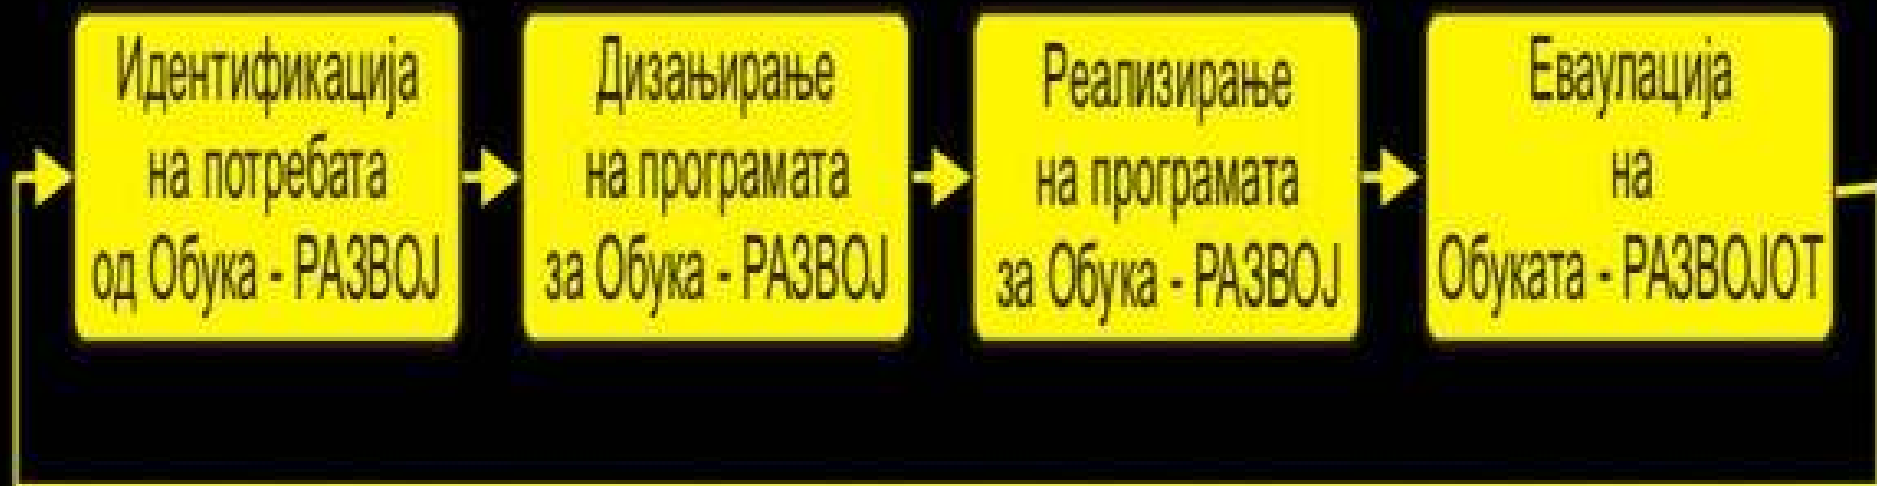 Идентификација
на потребата
од Обука - РАЗВОЈ
Дизањирање
на програмата
за Обука - РАЗВОЈ
Реализирање
на програмата
за Обука - РАЗВОЈ
Еваулација
на
Обуката - РАЗВОЈОТ